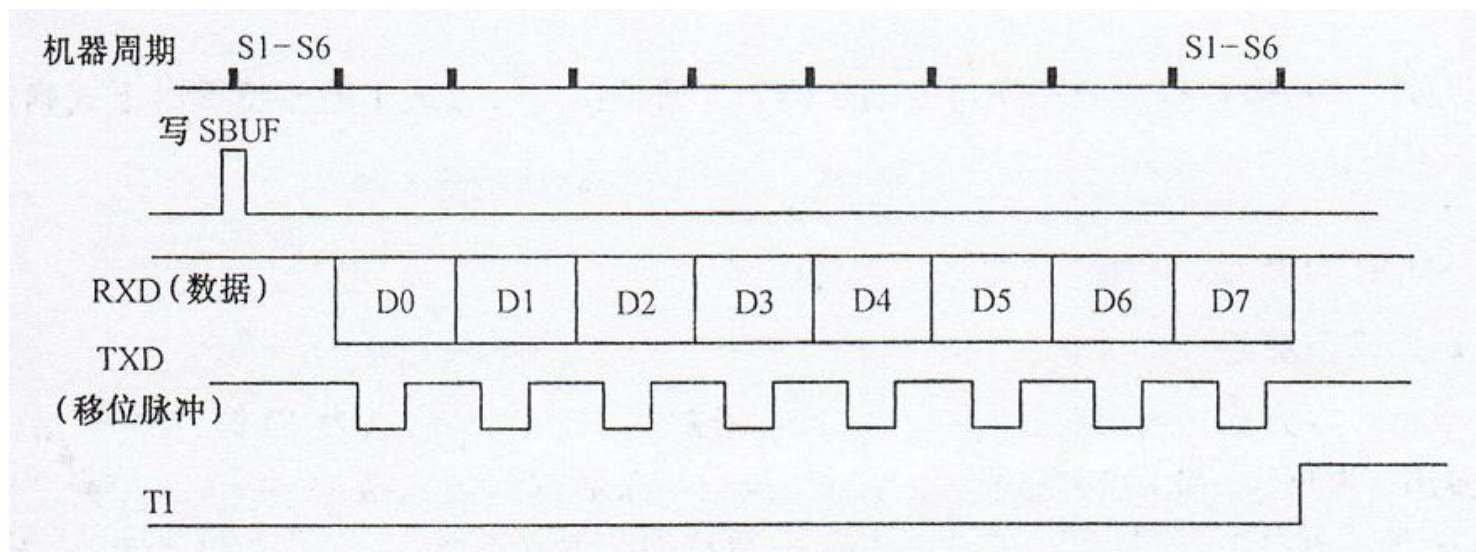 机器周期 S1-S6 S1-S6
写 SBUF
RXD(数据) D0 D1 D2 D3 D4 D5 D6 D7
TXD
(移位脉冲)
TI